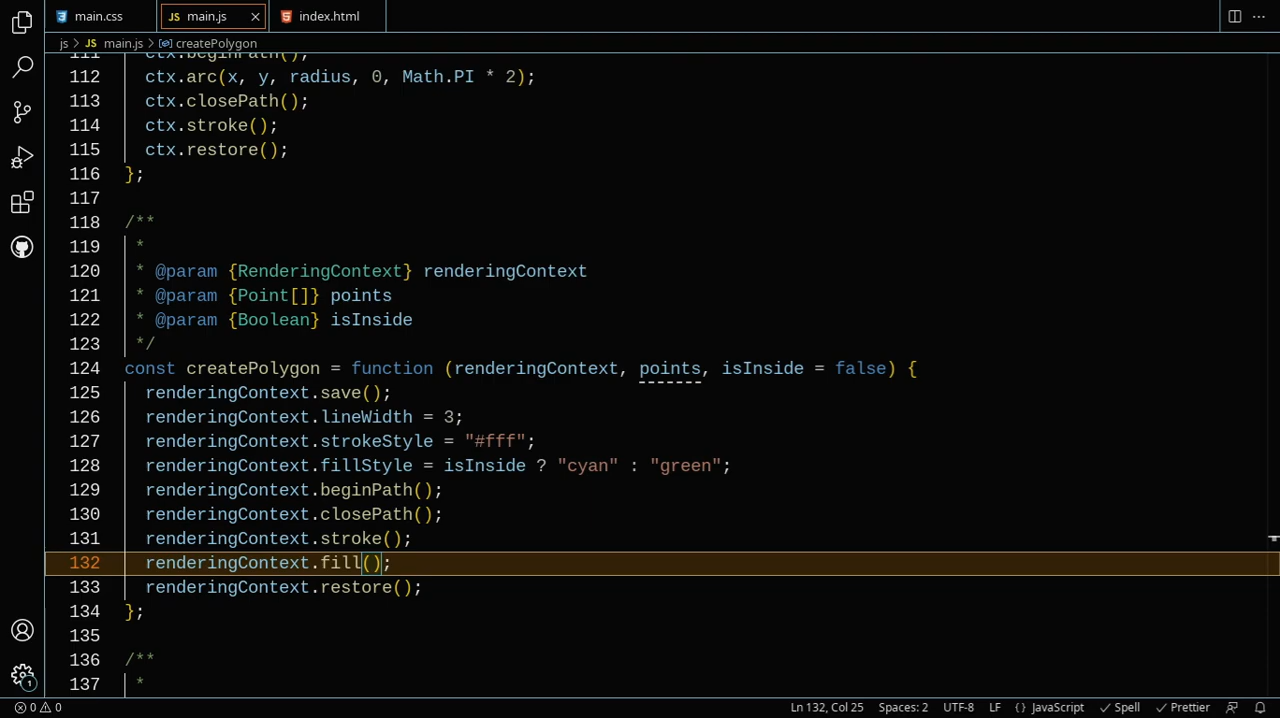 main.css
JS main.js
index.html
js > JS main.js > createPolygon
111 ctx.beginPath();
112 ctx.arc(x, y, radius, 0, Math.PI * 2);
113 ctx.closePath();
114 ctx.stroke();
115 ctx.restore();
116 };
117
118 /**
119 *
120 * @param {RenderingContext} renderingContext
121 * @param {Point[]} points
122 * @param {Boolean} isInside
123 */
124 const createPolygon = function (renderingContext, points, isInside = false) {
125 renderingContext.save();
126 renderingContext.lineWidth = 3;
127 renderingContext.strokeStyle = "#fff";
128 renderingContext.fillStyle = isInside ? "cyan" : "green";
129 renderingContext.beginPath();
130 renderingContext.closePath();
131 renderingContext.stroke();
132 renderingContext.fill();
133 renderingContext.restore();
134 };
135
136 /**
137 *
1
0 0
Ln 132, Col 25
Spaces: 2
UTF-8
LF
{} JavaScript
Spell
Prettier